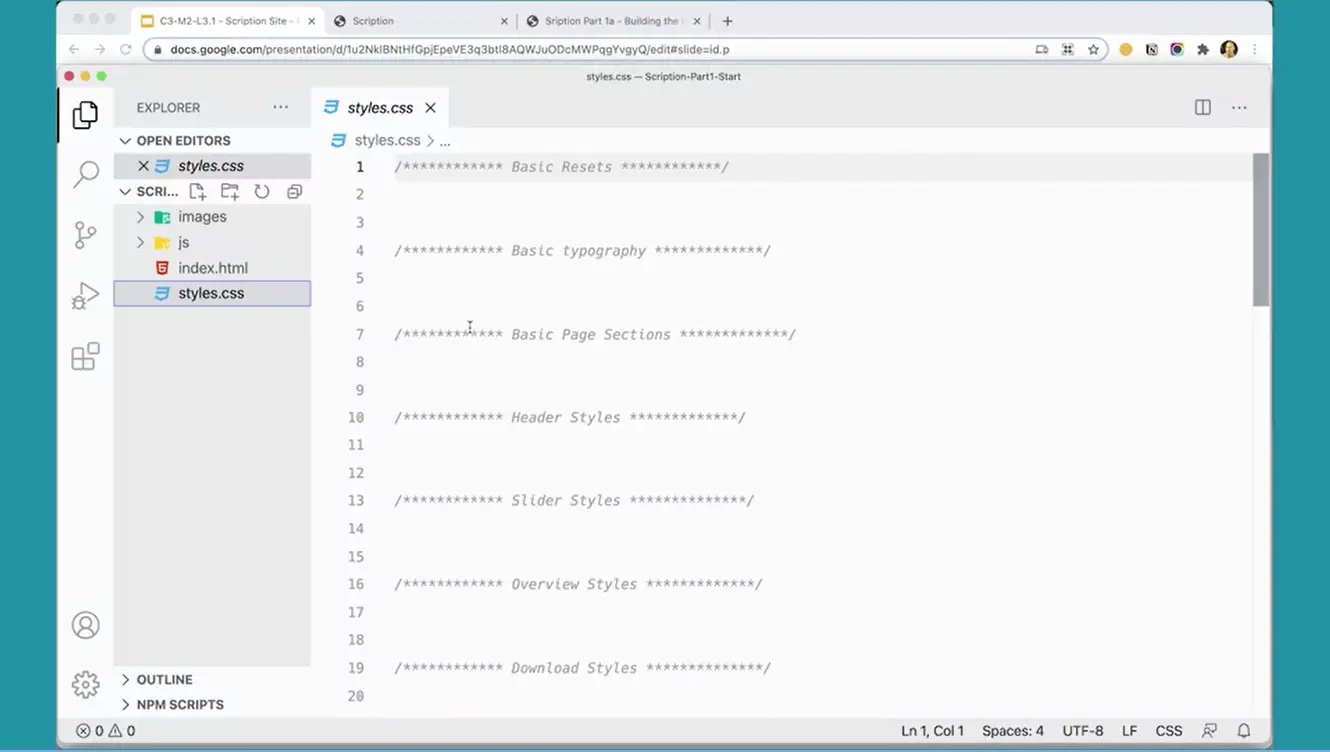 C3-M2-L3.1 - Scription Site -
Scription
Sription Part 1a - Building the
docs.google.com/presentation/d/1u2NklBNtHfGpjEpeVE3q3btI8AQWJuODcMWPqgYvgyQ/edit#slide=id.p
styles.css — Scription-Part1-Start
EXPLORER
styles.css
OPEN EDITORS
styles.css > ...
styles.css
SCRI...
images
js
index.html
styles.css
1 /************ Basic Resets ************/
2
3
4 /************ Basic typography *************/
5
6
7 /************ Basic Page Sections *************/
8
9
10 /************ Header Styles *************/
11
12
13 /************ Slider Styles **************/
14
15
16 /************ Overview Styles *************/
17
18
19 /************ Download Styles **************/
20
OUTLINE
NPM SCRIPTS
0 0
Ln 1, Col 1 Spaces: 4 UTF-8 LF CSS